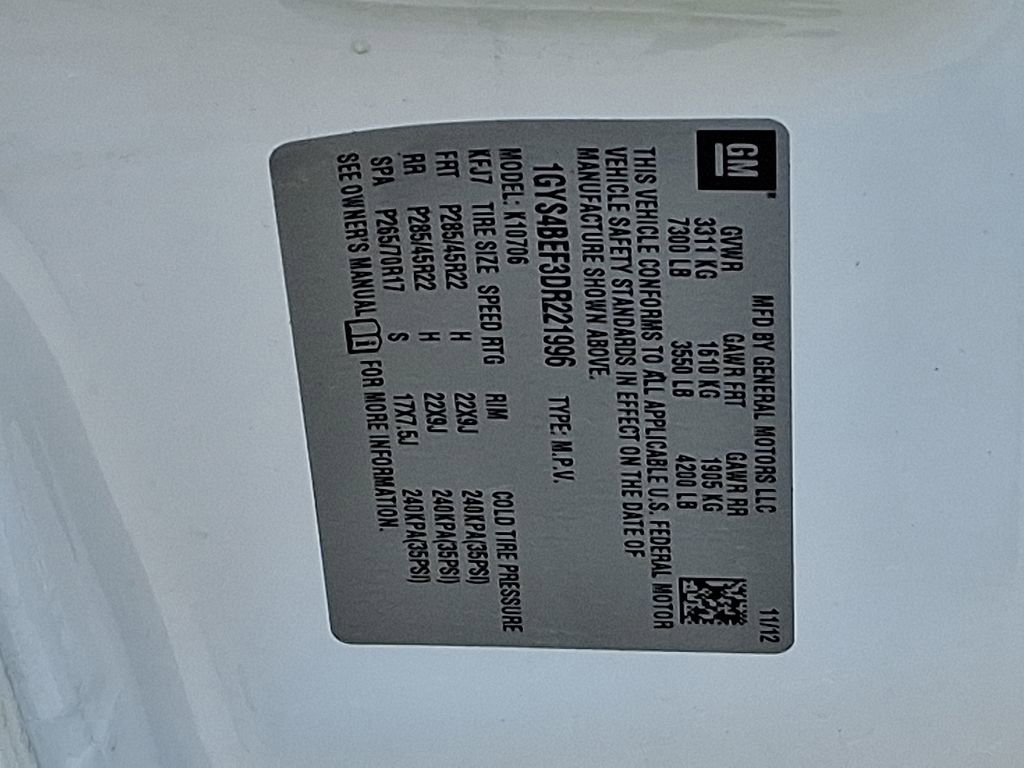 GM
MFD BY GENERAL MOTORS LLC 11/12
GVWR GAWR FRT GAWR RR
3311 KG 1610 KG 1905 KG
7300 LB 3550 LB 4200 LB
THIS VEHICLE CONFORMS TO ALL APPLICABLE U.S. FEDERAL MOTOR
VEHICLE SAFETY STANDARDS IN EFFECT ON THE DATE OF
MANUFACTURE SHOWN ABOVE.
1GYS4BEF3DR221996 TYPE: M.P.V.
MODEL: K10706
XFJ7 TIRE SIZE SPEED RTG RIM COLD TIRE PRESSURE
FRT P285/45R22 H 22X9J 240KPA(35PSI)
RR P285/45R22 H 22X9J 240KPA(35PSI)
SPA P265/70R17 S 17X7.5J 240KPA(35PSI)
SEE OWNER'S MANUAL FOR MORE INFORMATION.